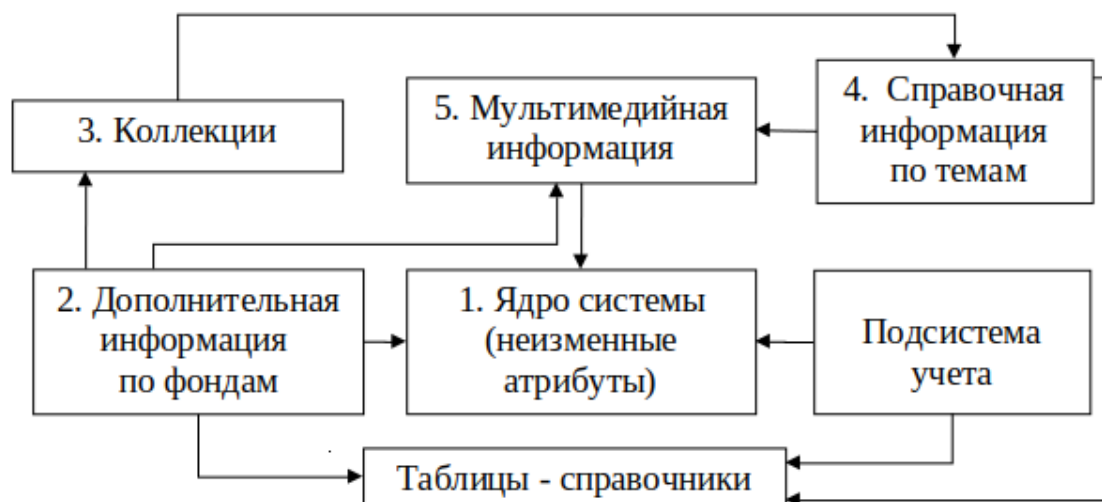 3. Коллекции
5. Мультимедийная
информация
4. Справочная
информация
по темам
2. Дополнительная
информация
по фондам
1. Ядро системы
(неизменные
атрибуты)
Подсистема
учета
Таблицы - справочники